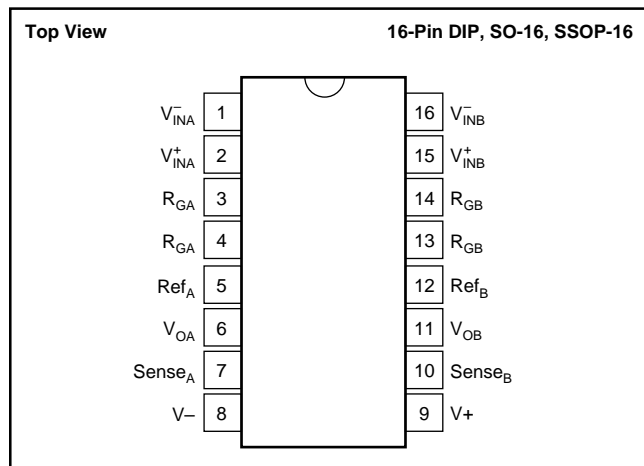 Top View 16-Pin DIP, SO-16, SSOP-16
V⁻INA 1 16 V⁻INB
V⁺INA 2 15 V⁺INB
RGA 3 14 RGB
RGA 4 13 RGB
RefA 5 12 RefB
VOA 6 11 VOB
SenseA 7 10 SenseB
V– 8 9 V+